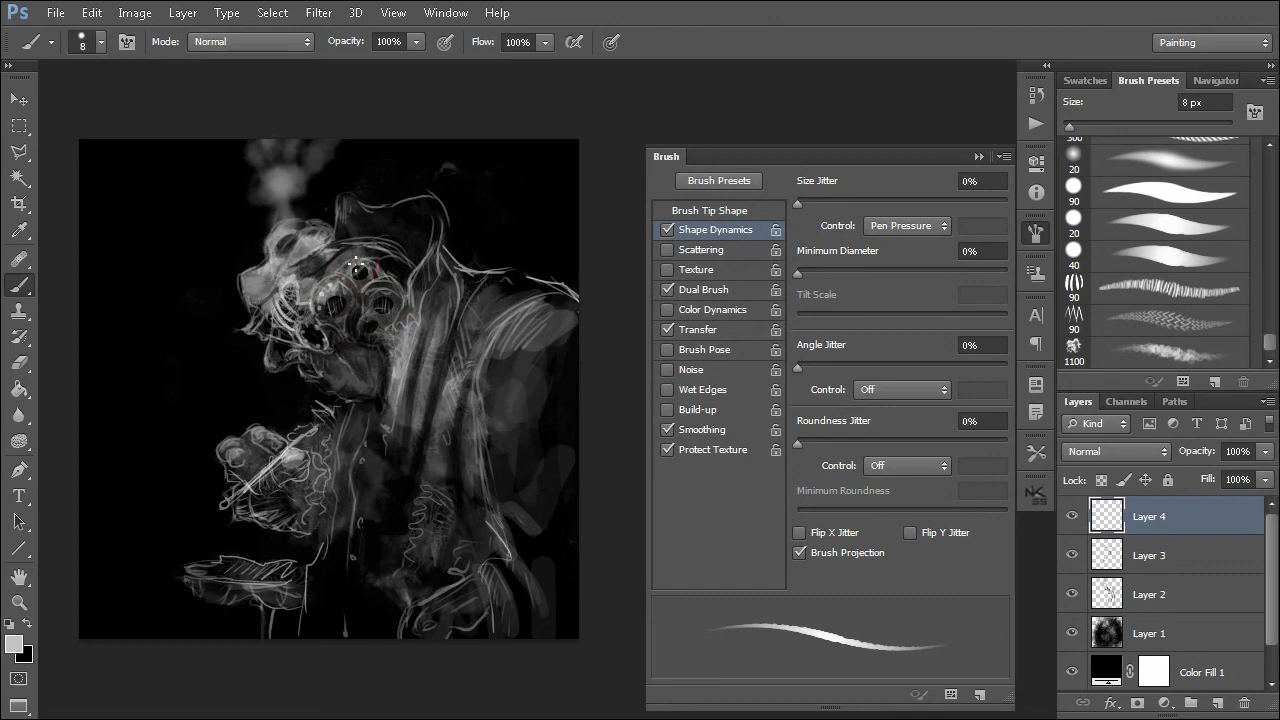 Ps File Edit Image Layer Type Select Filter 3D View Window Help
8 Mode: Normal Opacity: 100% Flow: 100% Painting
Swatches Brush Presets Navigator
Size: 8 px
300
20
90
20
40
90
90
1100
Brush
Brush Presets
Brush Tip Shape
Shape Dynamics
Scattering
Texture
Dual Brush
Color Dynamics
Transfer
Brush Pose
Noise
Wet Edges
Build-up
Smoothing
Protect Texture
Size Jitter 0%
Control: Pen Pressure
Minimum Diameter 0%
Tilt Scale
Angle Jitter 0%
Control: Off
Roundness Jitter 0%
Control: Off
Minimum Roundness
Flip X Jitter Flip Y Jitter
Brush Projection
Layers Channels Paths
Kind
Normal Opacity: 100%
Lock: Fill: 100%
Layer 4
Layer 3
Layer 2
Layer 1
Color Fill 1